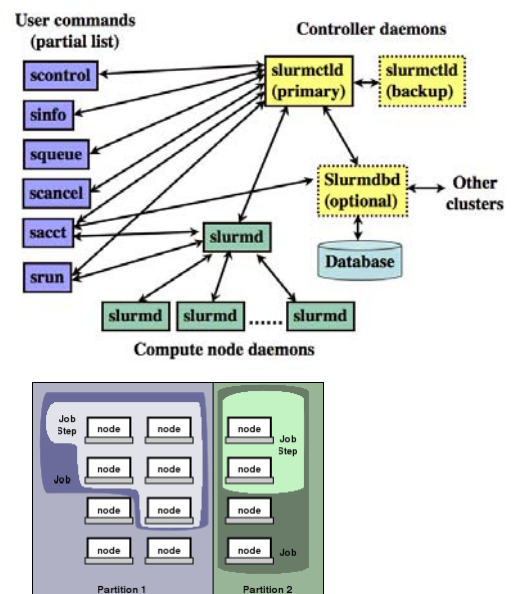 User commands
(partial list)
Controller daemons
scontrol
slurmctld
(primary)
slurmctld
(backup)
sinfo
squeue
scancel
Slurmdbd
(optional)
Other
clusters
sacct
slurmd
srun
Database
slurmd
slurmd
......
slurmd
Compute node daemons
Job
Step
node
node
node
Job
Step
node
node
node
Job
node
node
node
node
node
node
Job
Partition 1
Partition 2